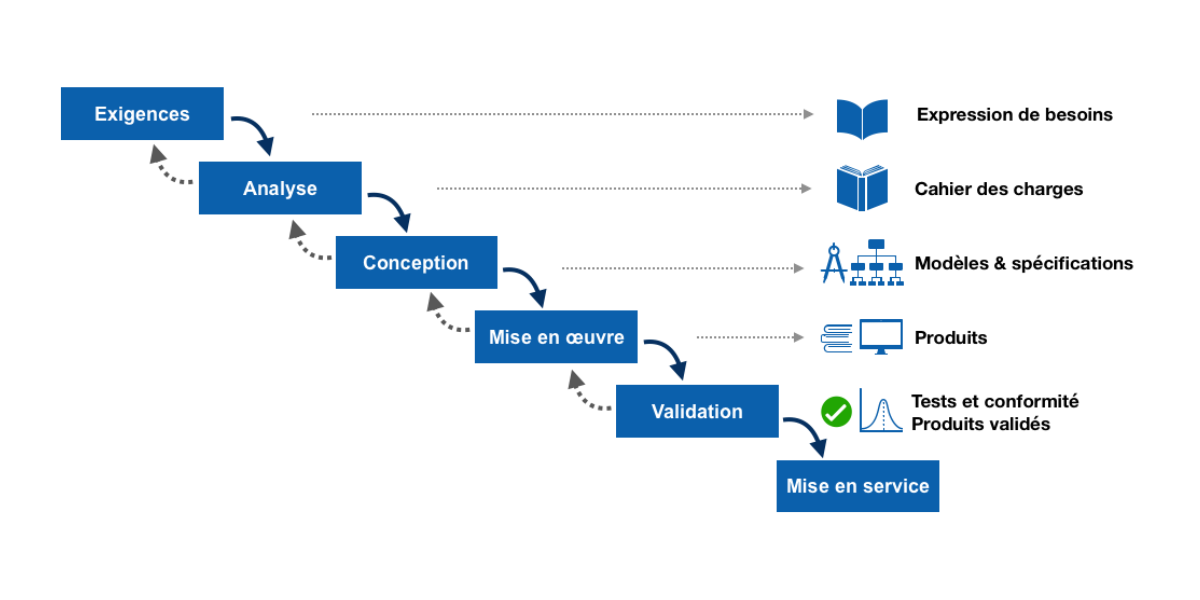 Exigences
Expression de besoins
Analyse
Cahier des charges
Conception
Modèles & spécifications
Mise en œuvre
Produits
Validation
Tests et conformité
Produits validés
Mise en service